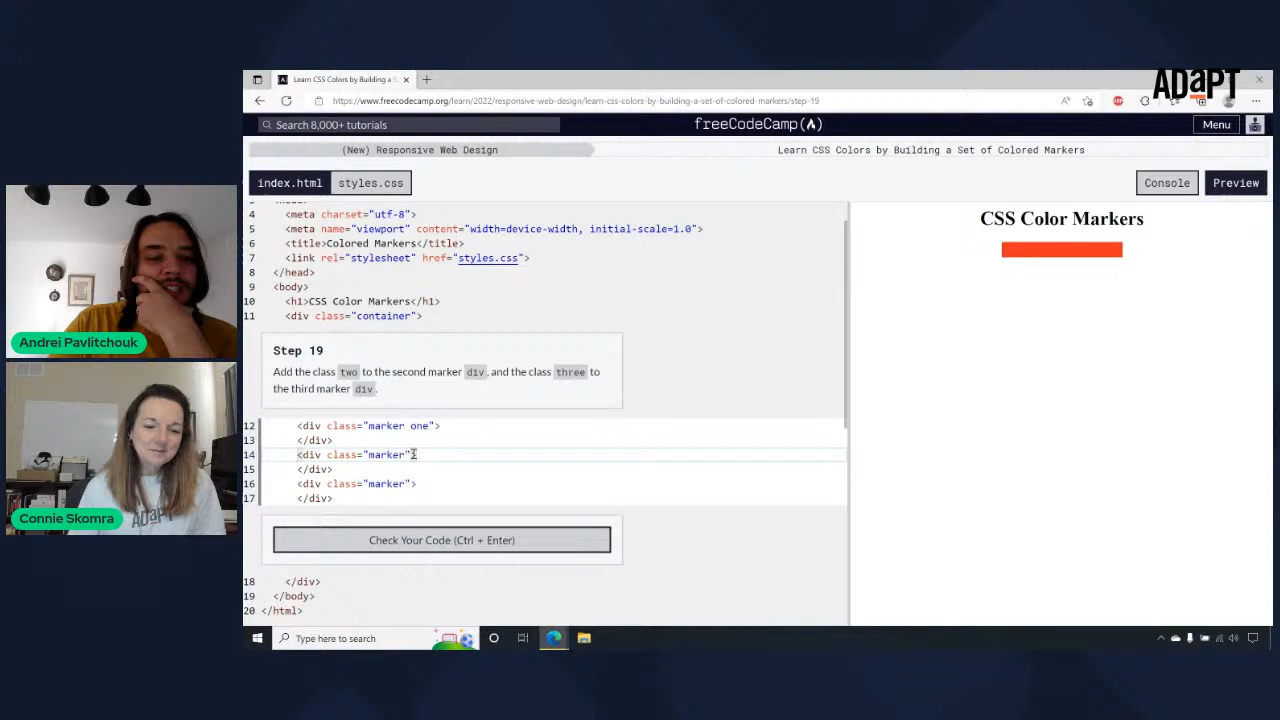 ADaPT
Learn CSS Colors by Building a S
https://www.freecodecamp.org/learn/2022/responsive-web-design/learn-css-colors-by-building-a-set-of-colored-markers/step-19
Search 8,000+ tutorials
freeCodeCamp
Menu
(New) Responsive Web Design
Learn CSS Colors by Building a Set of Colored Markers
index.html
styles.css
Console
Preview
4 <meta charset="utf-8">
5 <meta name="viewport" content="width=device-width, initial-scale=1.0">
6 <title>Colored Markers</title>
7 <link rel="stylesheet" href="styles.css">
8 </head>
9 <body>
10 <h1>CSS Color Markers</h1>
11 <div class="container">
Step 19
Add the class two to the second marker div, and the class three to
the third marker div.
12 <div class="marker one">
13 </div>
14 <div class="marker"
15 </div>
16 <div class="marker">
17 </div>
Check Your Code (Ctrl + Enter)
18 </div>
19 </body>
20 </html>
CSS Color Markers
Type here to search
Andrei Pavlitchouk
ADaPT
Connie Skomra